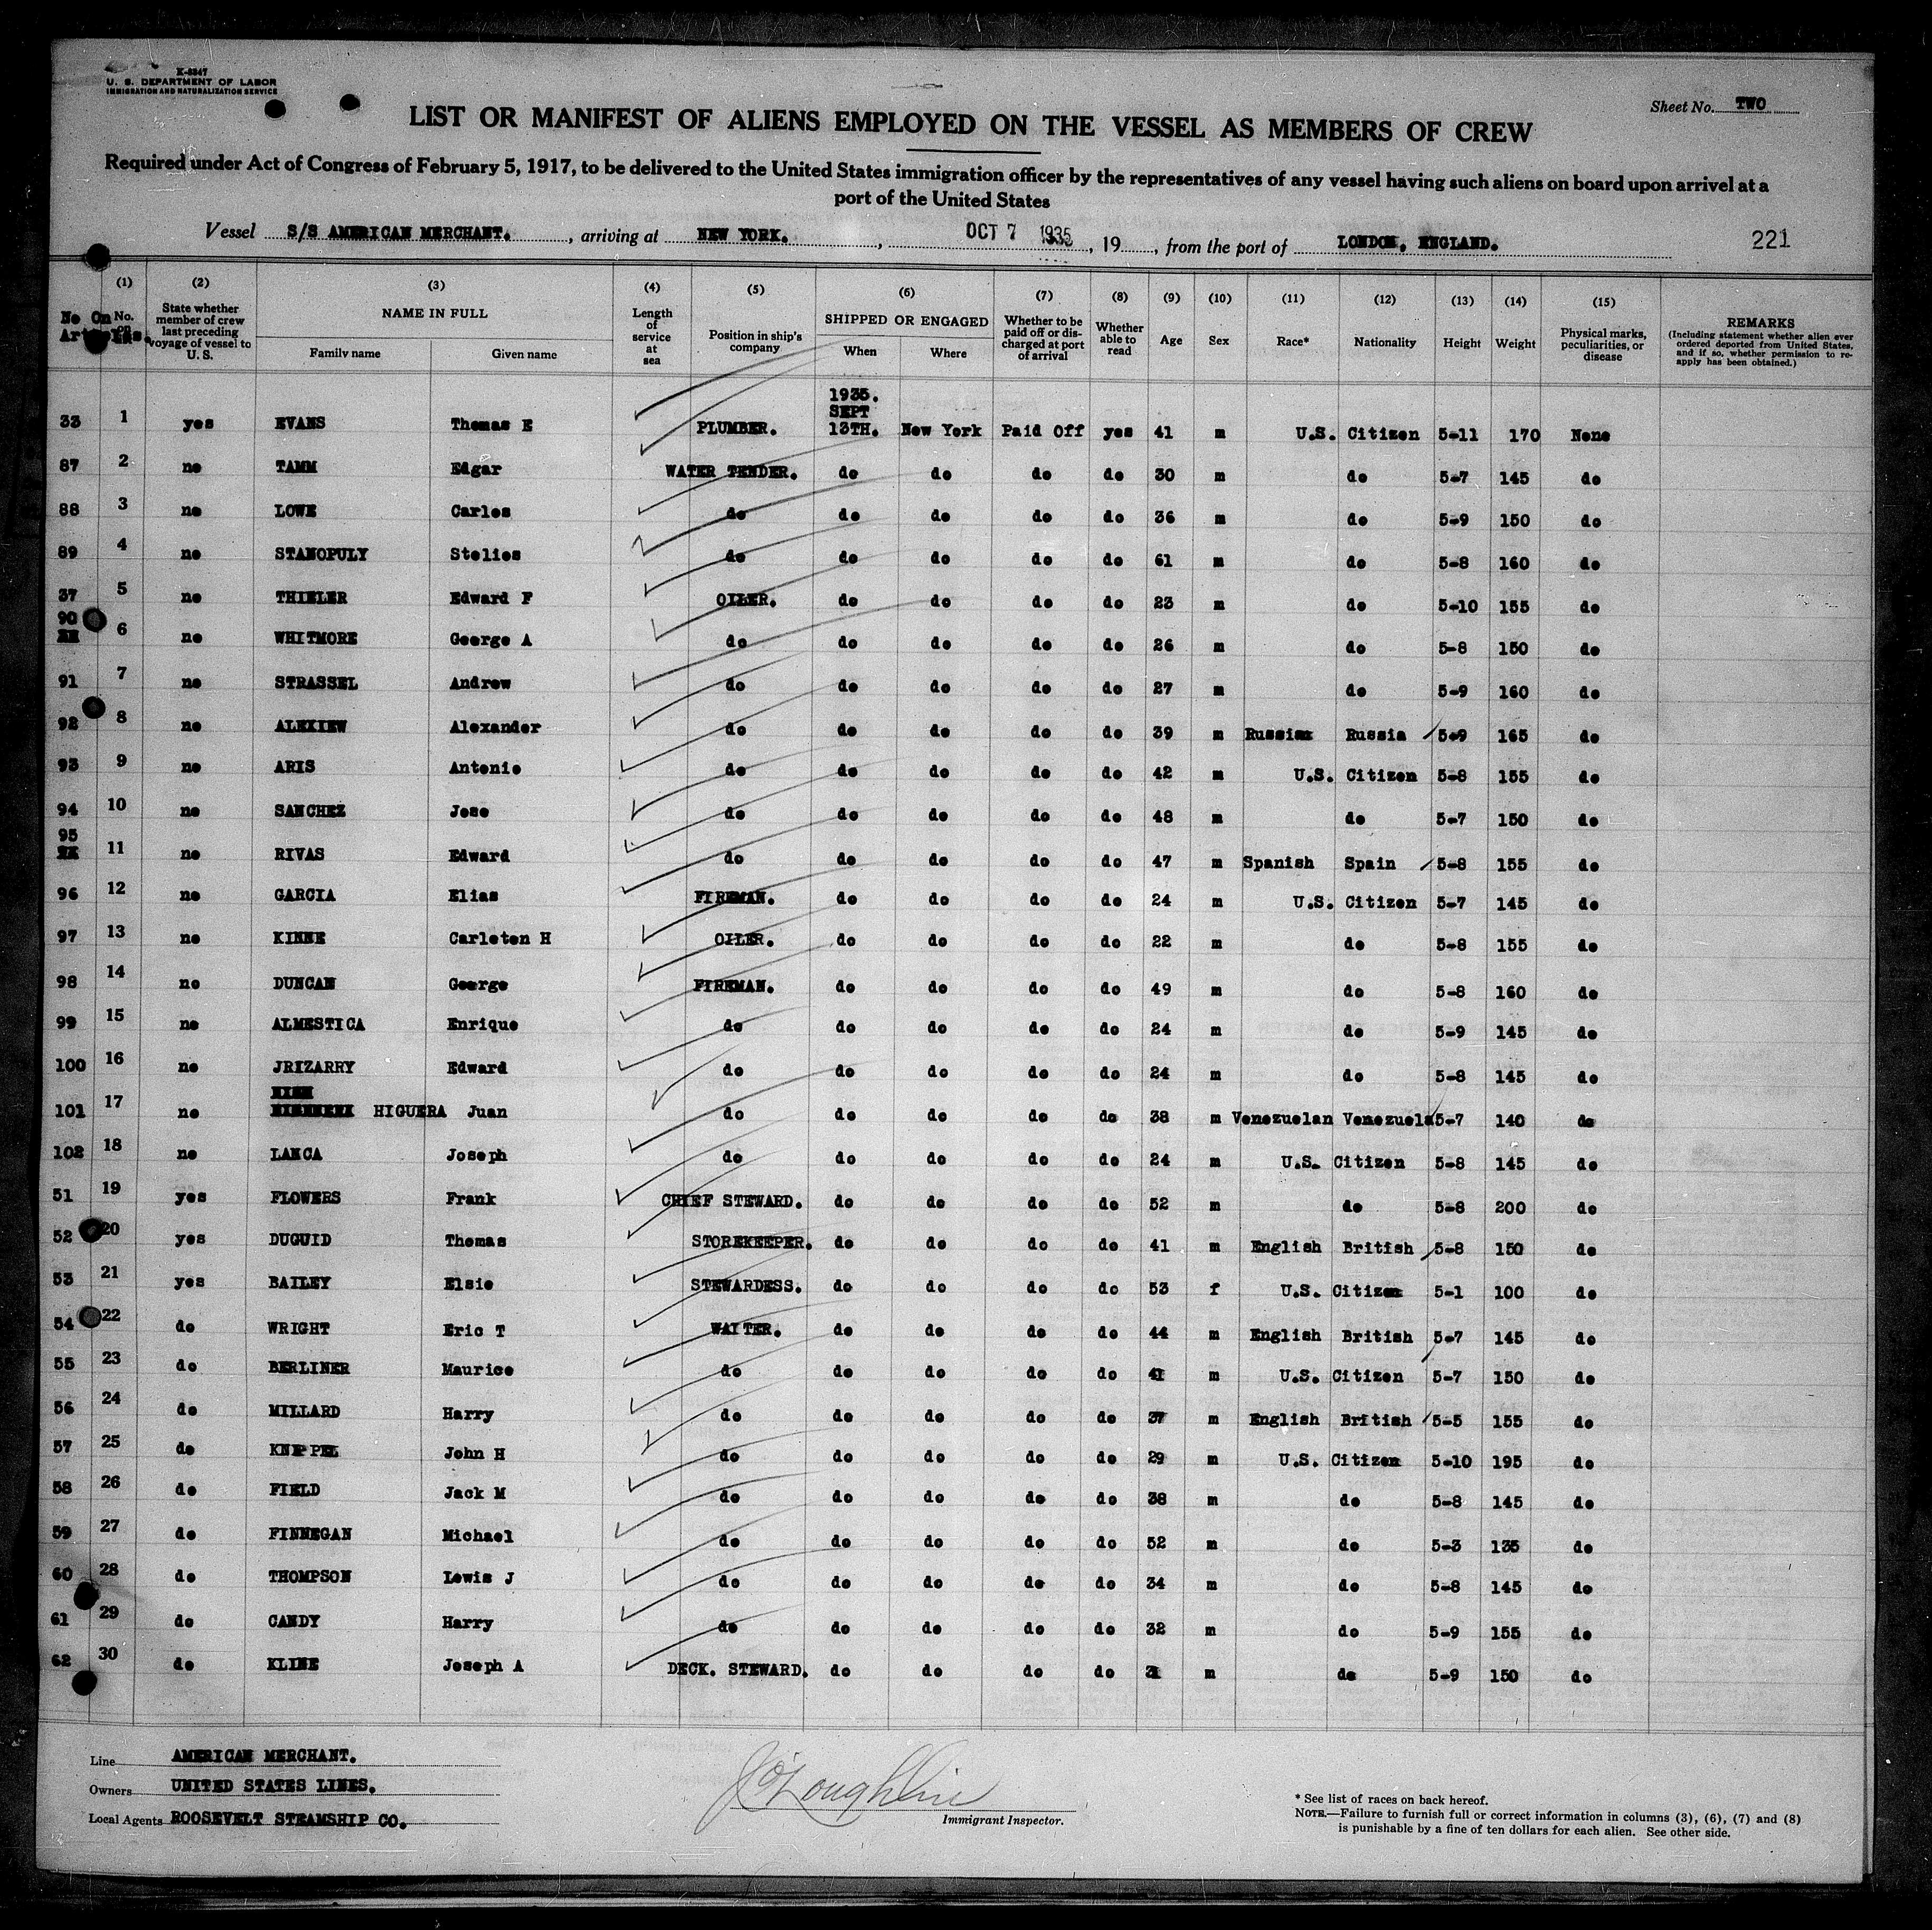 K-5347
U. S. DEPARTMENT OF LABOR
IMMIGRATION AND NATURALIZATION SERVICE
Sheet No. TWO
LIST OR MANIFEST OF ALIENS EMPLOYED ON THE VESSEL AS MEMBERS OF CREW
Required under Act of Congress of February 5, 1917, to be delivered to the United States immigration officer by the representatives of any vessel having such aliens on board upon arrival at a
port of the United States
Vessel S/S AMERICAN MERCHANT. , arriving at NEW YORK. , OCT 7 1935 , 19 , from the port of LONDON, ENGLAND. 221
(1) (2) (3) (4) (5) (6) (7) (8) (9) (10) (11) (12) (13) (14) (15)
No On No. on State whether member of crew last preceding voyage of vessel to U. S. NAME IN FULL Family name Given name Length of service at sea Position in ship's company SHIPPED OR ENGAGED When Where Whether to be paid off or discharged at port of arrival Whether able to read Age Sex Race* Nationality Height Weight Physical marks, peculiarities, or disease REMARKS (Including statement whether alien ever ordered deported from United States, and if so, whether permission to re-apply has been obtained.)
1935.
SEPT
33 1 yes EVANS Thomas E PLUMBER. 13TH. New York Paid Off yes 41 m U.S. Citizen 5-11 170 None
87 2 no TAMM Edgar WATER TENDER. do do do do 30 m do 5-7 145 do
88 3 no LOWE Carlos do do do do do 36 m do 5-9 150 do
89 4 no STANOPULY Stelios do do do do do 61 m do 5-8 160 do
37 5 no THIELER Edward F OILER. do do do do 23 m do 5-10 155 do
90 6 no WHITMORE George A do do do do do 26 m do 5-8 150 do
91 7 no STRASSEL Andrew do do do do do 27 m do 5-9 160 do
92 8 no ALEXIEW Alexander do do do do do 39 m Russian Russia 5-9 165 do
93 9 no ARIS Antonio do do do do do 42 m U.S. Citizen 5-8 155 do
94 10 no SANCHEZ Jose do do do do do 48 m do 5-7 150 do
95 11 no RIVAS Edward do do do do do 47 m Spanish Spain 5-8 155 do
96 12 no GARCIA Elias FIREMAN. do do do do 24 m U.S. Citizen 5-7 145 do
97 13 no KINNE Carleton H OILER. do do do do 22 m do 5-8 155 do
98 14 no DUNCAN George FIREMAN. do do do do 49 m do 5-8 160 do
99 15 no ALMESTICA Enrique do do do do do 24 m do 5-9 145 do
100 16 no JRIZARRY Edward do do do do do 24 m do 5-8 145 do
101 17 no HIGUERA Juan do do do do do 38 m Venezuelan Venezuela 5-7 140 do
102 18 no LANCA Joseph do do do do do 24 m U.S. Citizen 5-8 145 do
51 19 yes FLOWERS Frank CHIEF STEWARD. do do do do 52 m do 5-8 200 do
52 20 yes DUGUID Thomas STOREKEEPER. do do do do 41 m English British 5-8 150 do
53 21 yes BAILEY Elsie STEWARDESS. do do do do 53 f U.S. Citizen 5-1 100 do
54 22 do WRIGHT Eric T WAITER. do do do do 44 m English British 5-7 145 do
55 23 do BERLINER Maurice do do do do do 41 m U.S. Citizen 5-7 150 do
56 24 do MILLARD Harry do do do do do 37 m English British 5-5 155 do
57 25 do KNEPPEL John H do do do do do 29 m U.S. Citizen 5-10 195 do
58 26 do FIELD Jack M do do do do do 38 m do 5-8 145 do
59 27 do FINNEGAN Michael do do do do do 52 m do 5-3 135 do
60 28 do THOMPSON Lewis J do do do do do 34 m do 5-8 145 do
61 29 do CANDY Harry do do do do do 32 m do 5-9 155 do
62 30 do KLINE Joseph A DECK. STEWARD. do do do do m do 5-9 150 do
Line AMERICAN MERCHANT.
Owners UNITED STATES LINES.
Local Agents ROOSEVELT STEAMSHIP CO.
J O'Loughlin
Immigrant Inspector.
* See list of races on back hereof.
NOTE.—Failure to furnish full or correct information in columns (3), (6), (7) and (8)
is punishable by a fine of ten dollars for each alien. See other side.